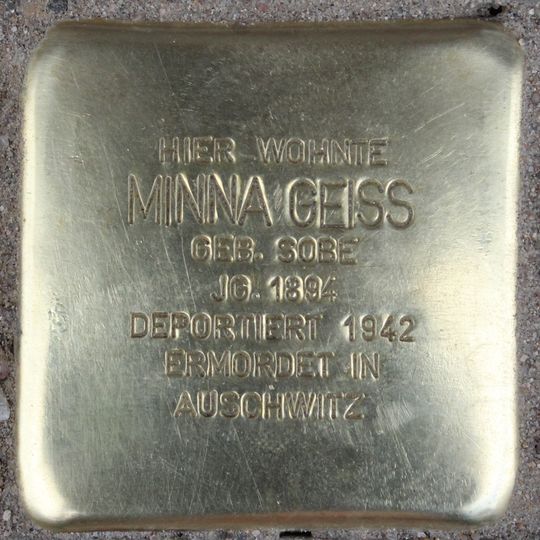 HIER WOHNTE
MINNA GEISS
GEB. SOBE
JG. 1894
DEPORTIERT 1942
ERMORDET IN
AUSCHWITZ